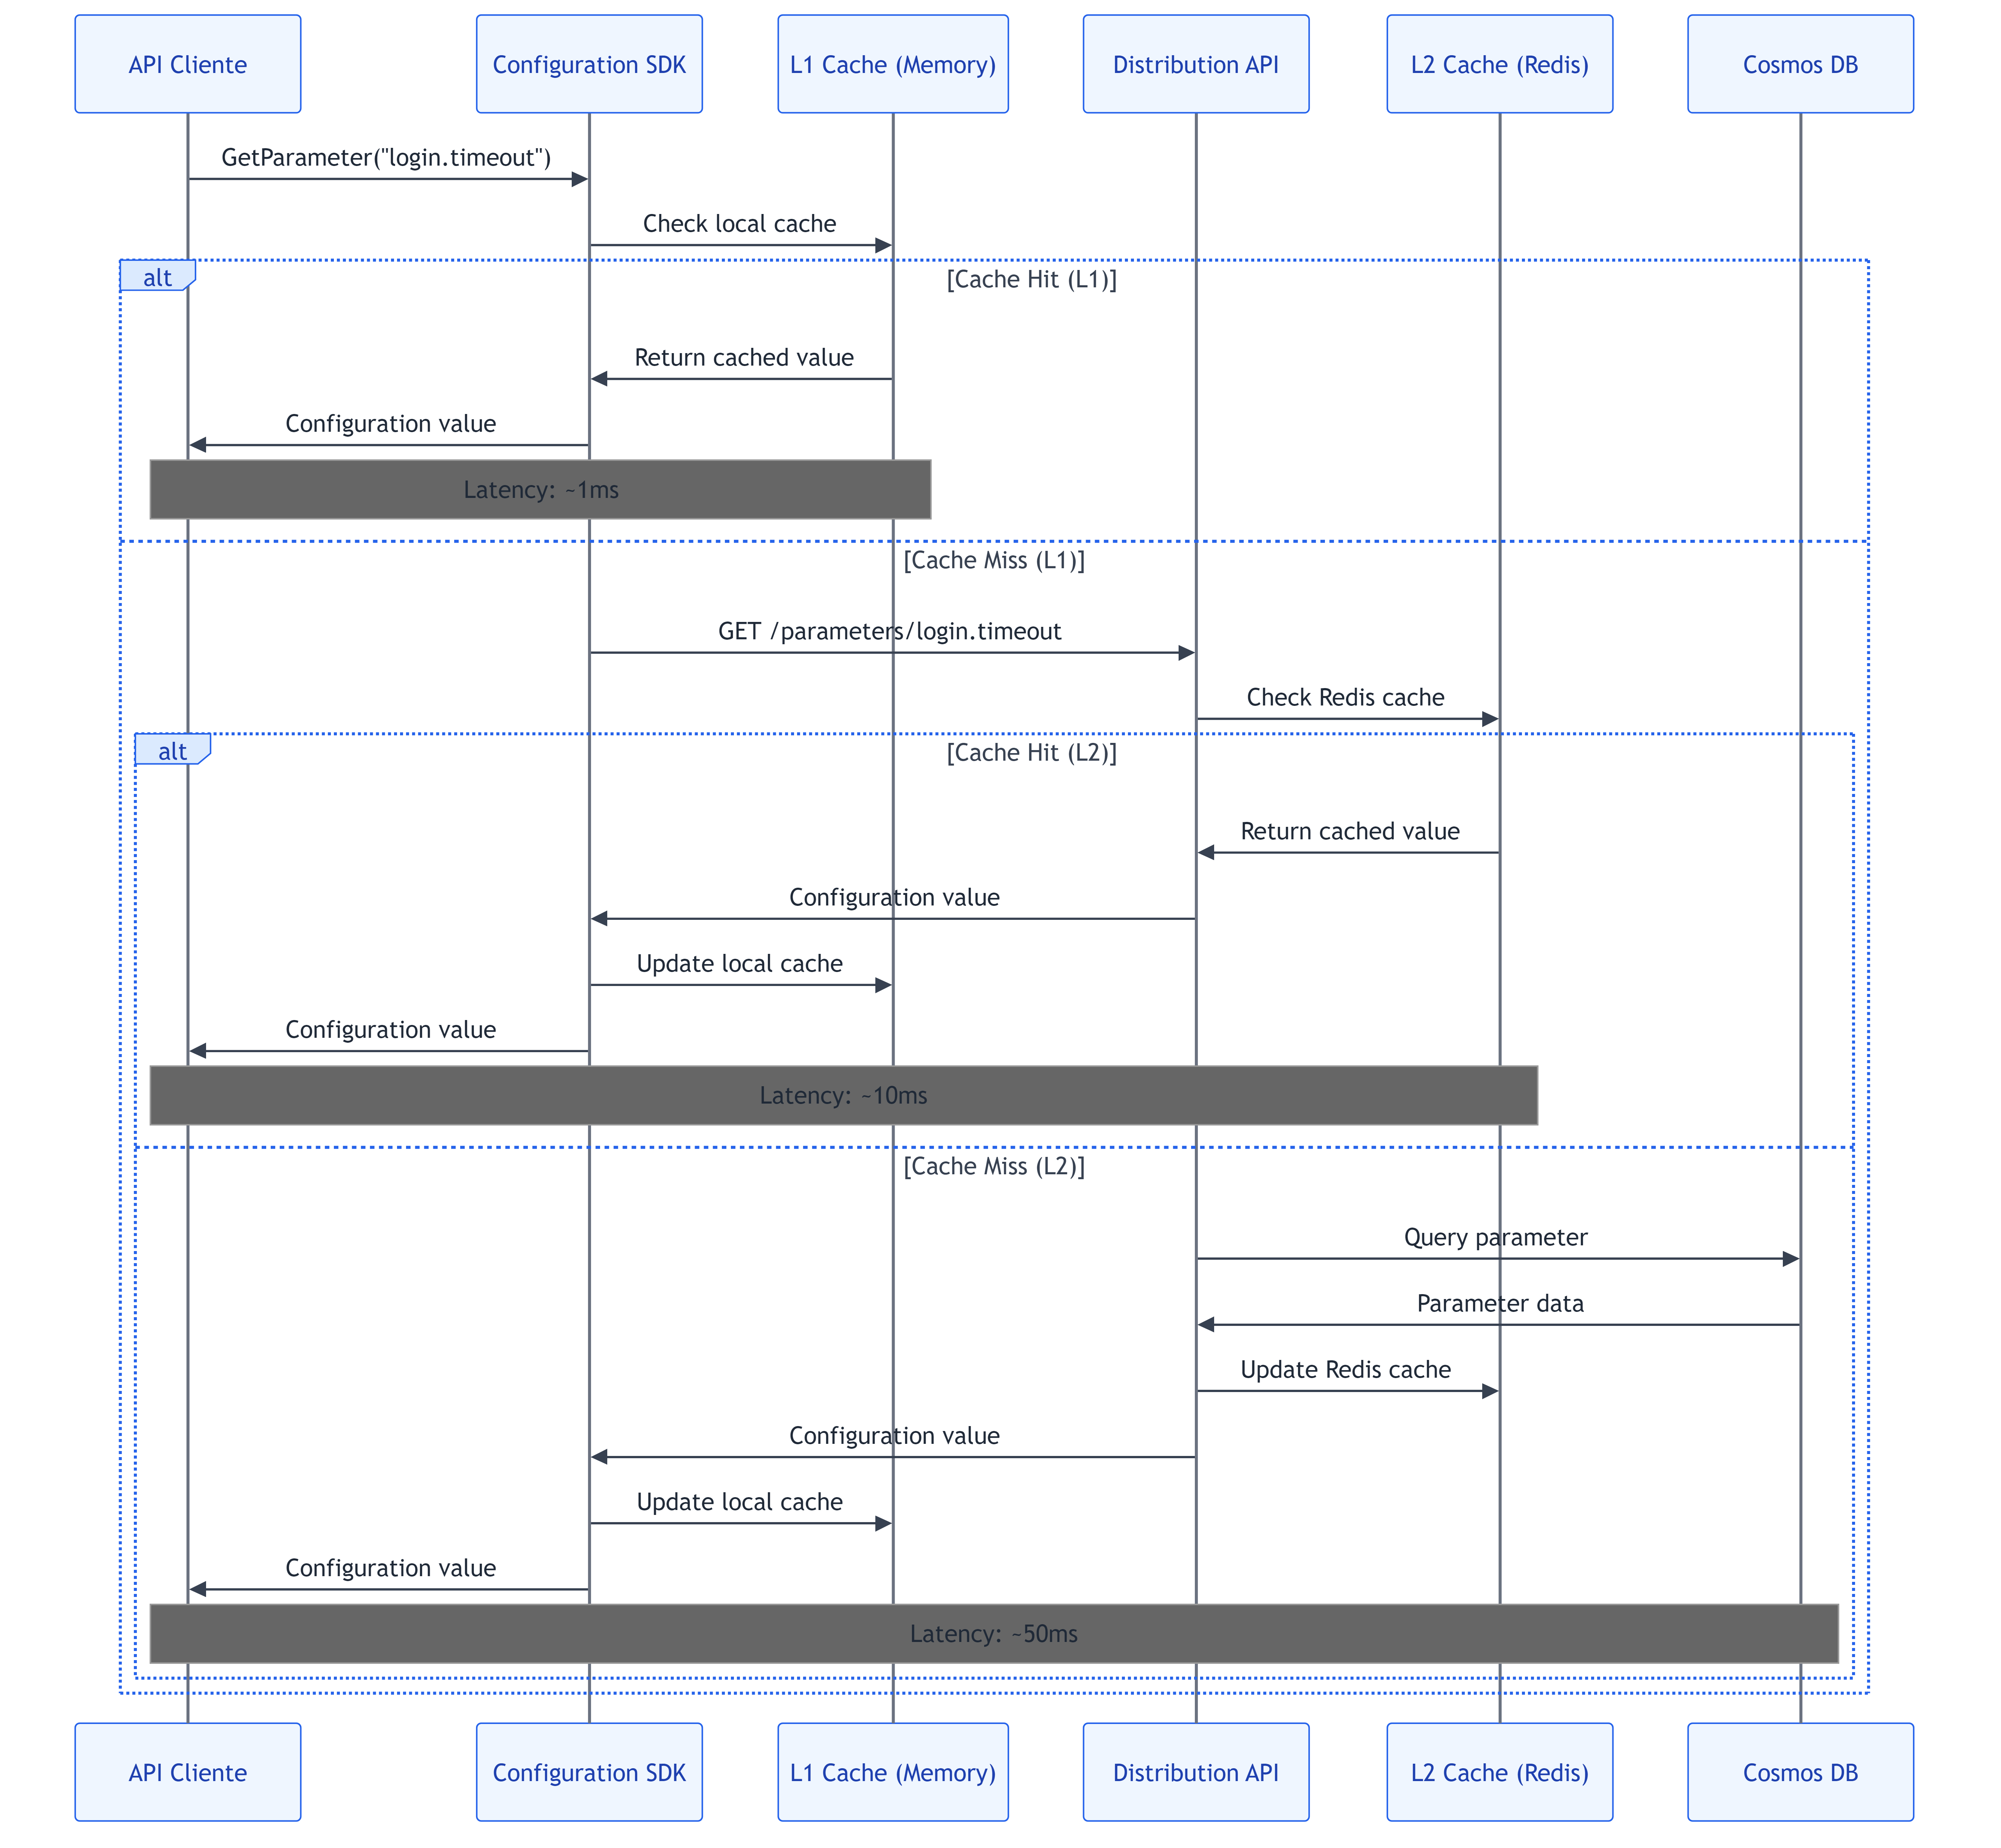 API Cliente
Configuration SDK
L1 Cache (Memory)
Distribution API
L2 Cache (Redis)
Cosmos DB
GetParameter("login.timeout")
Check local cache
alt
[Cache Hit (L1)]
Return cached value
Configuration value
Latency: ~1ms
[Cache Miss (L1)]
GET /parameters/login.timeout
Check Redis cache
alt
[Cache Hit (L2)]
Return cached value
Configuration value
Update local cache
Configuration value
Latency: ~10ms
[Cache Miss (L2)]
Query parameter
Parameter data
Update Redis cache
Configuration value
Update local cache
Configuration value
Latency: ~50ms
API Cliente
Configuration SDK
L1 Cache (Memory)
Distribution API
L2 Cache (Redis)
Cosmos DB